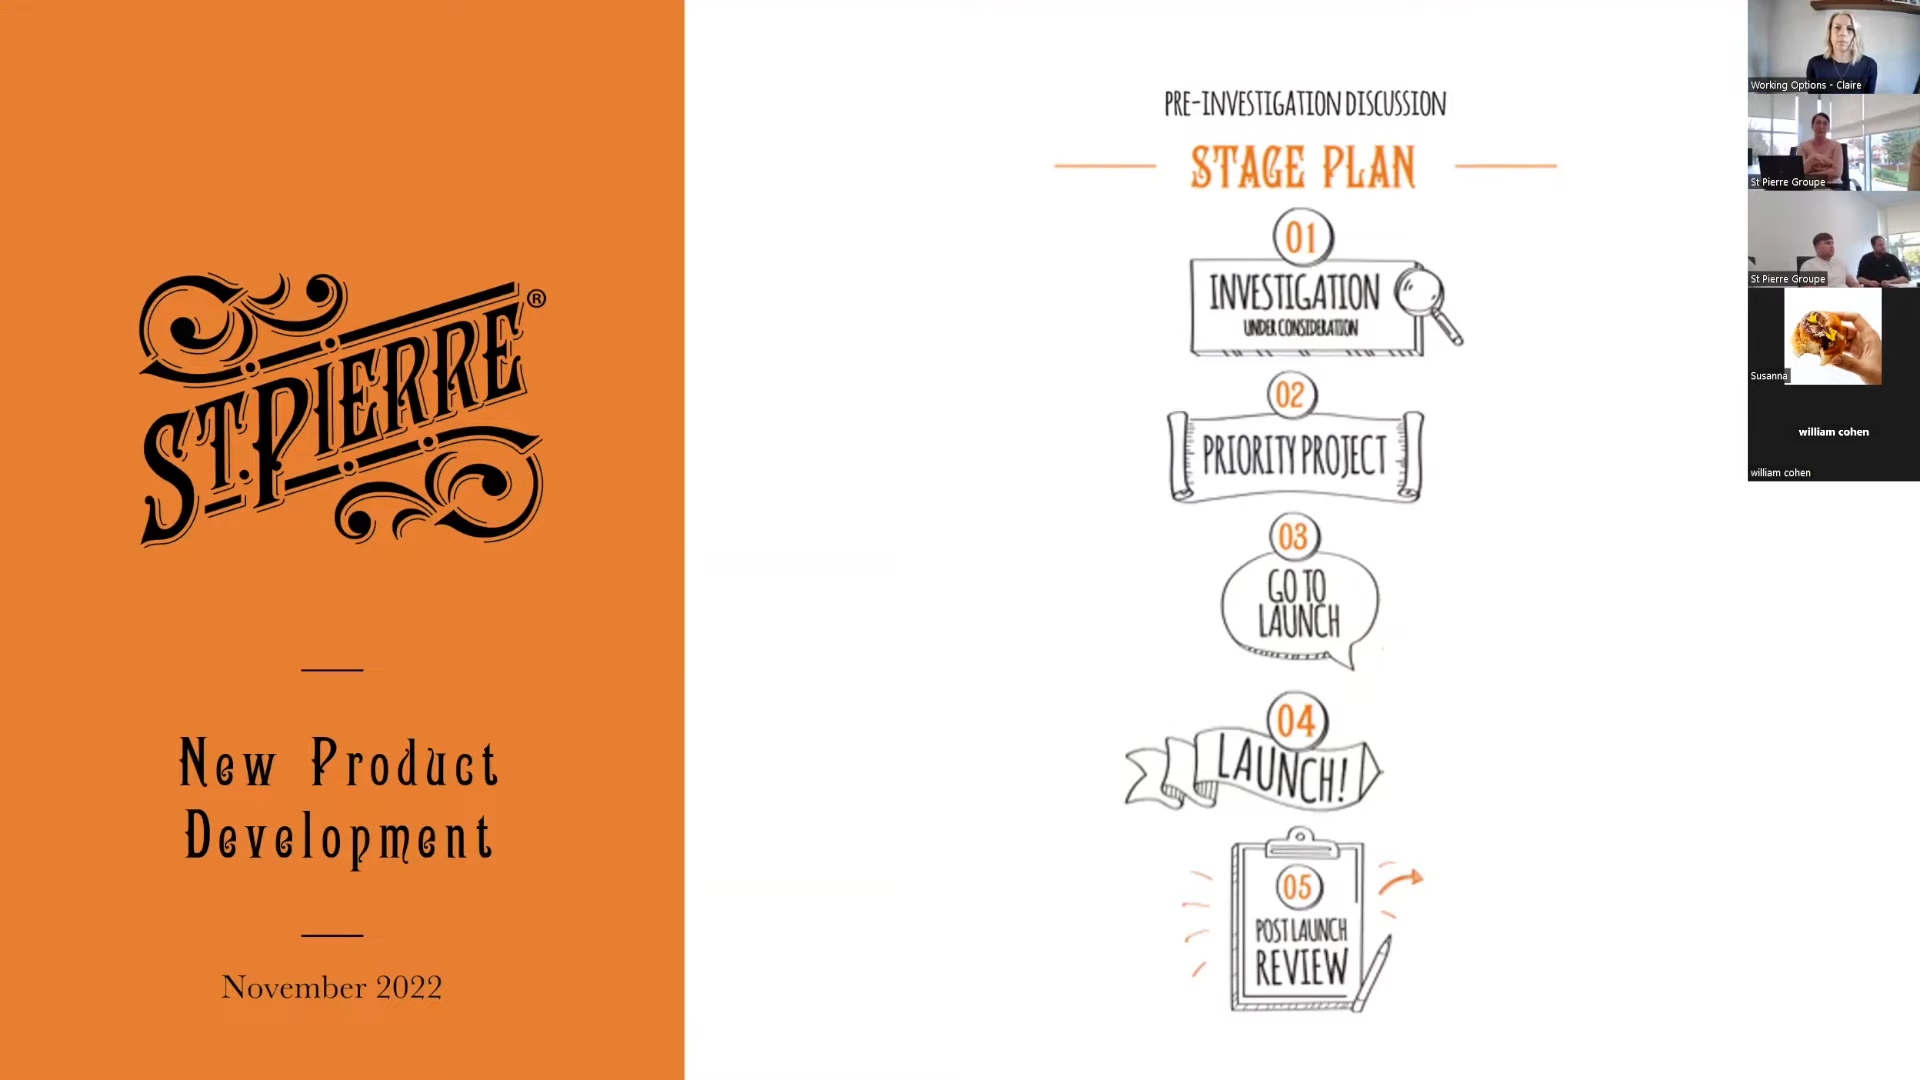 ST. PIERRE®
New Product
Development
November 2022
PRE-INVESTIGATION DISCUSSION
STAGE PLAN
01
INVESTIGATION
UNDER CONSIDERATION
02
PRIORITY PROJECT
03
GO TO
LAUNCH
04
LAUNCH!
05
POST LAUNCH
REVIEW
Working Options - Claire
St Pierre Groupe
St Pierre Groupe
Susanna
william cohen
william cohen